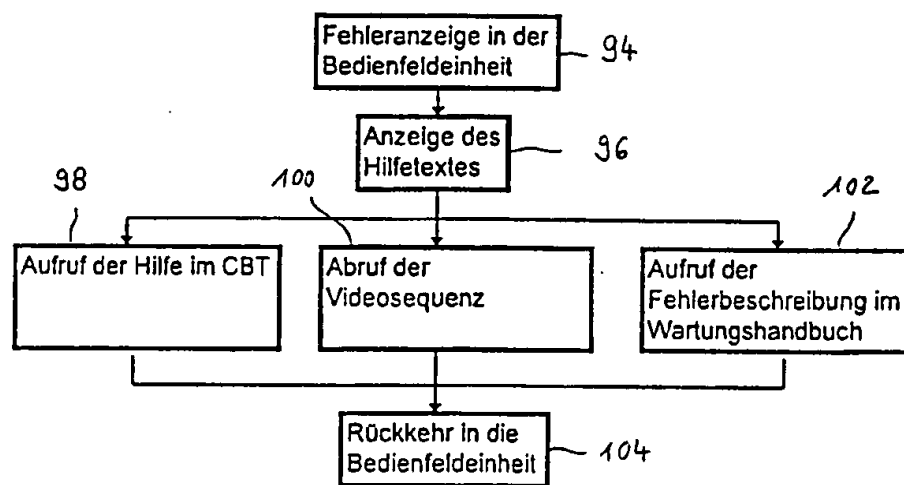 Fehleranzeige in der
Bedienfeldeinheit
94
Anzeige des
Hilfetextes
96
98
100
102
Aufruf der Hilfe im CBT
Abruf der
Videosequenz
Aufruf der
Fehlerbeschreibung im
Wartungshandbuch
Rückkehr in die
Bedienfeldeinheit
104